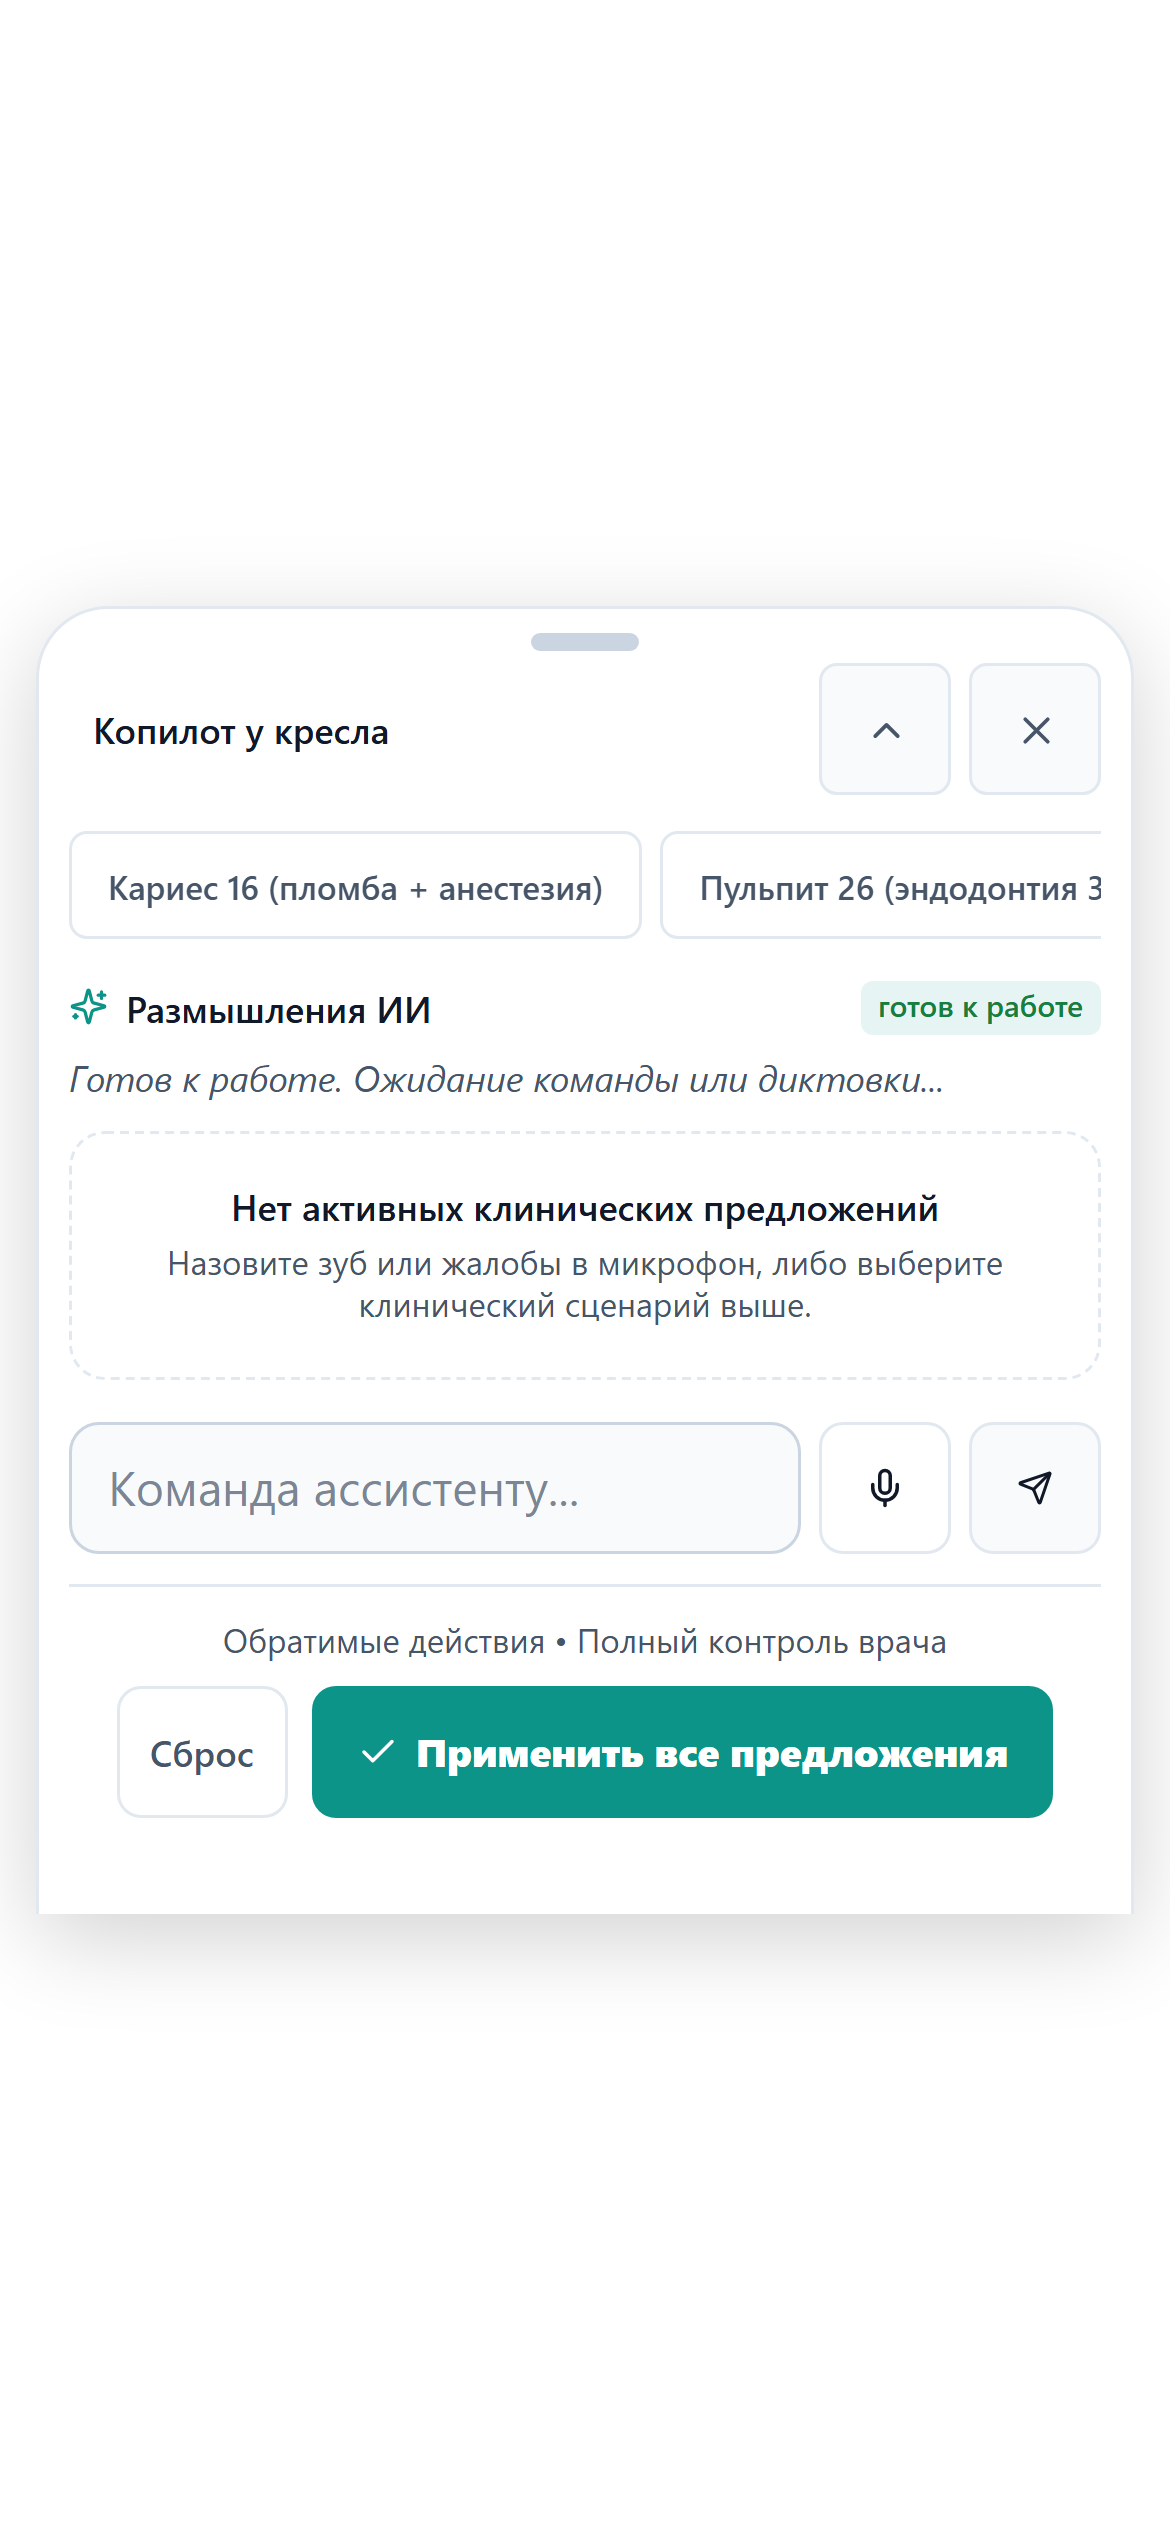 Копилот у кресла
Кариес 16 (пломба + анестезия)
Пульпит 26 (эндодонтия 3
Размышления ИИ
готов к работе
Готов к работе. Ожидание команды или диктовки...
Нет активных клинических предложений
Назовите зуб или жалобы в микрофон, либо выберите
клинический сценарий выше.
Команда ассистенту...
Обратимые действия • Полный контроль врача
Сброс
Применить все предложения